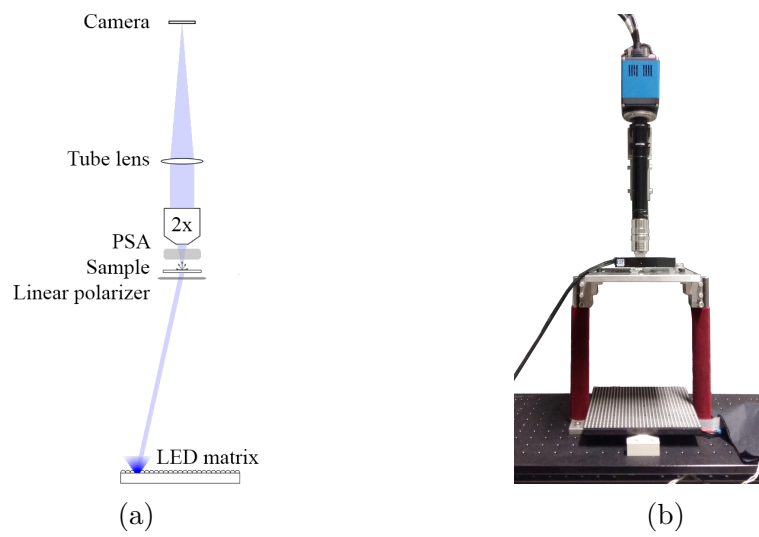 Camera
Tube lens
2x
PSA
Sample
Linear polarizer
LED matrix
(a)
(b)